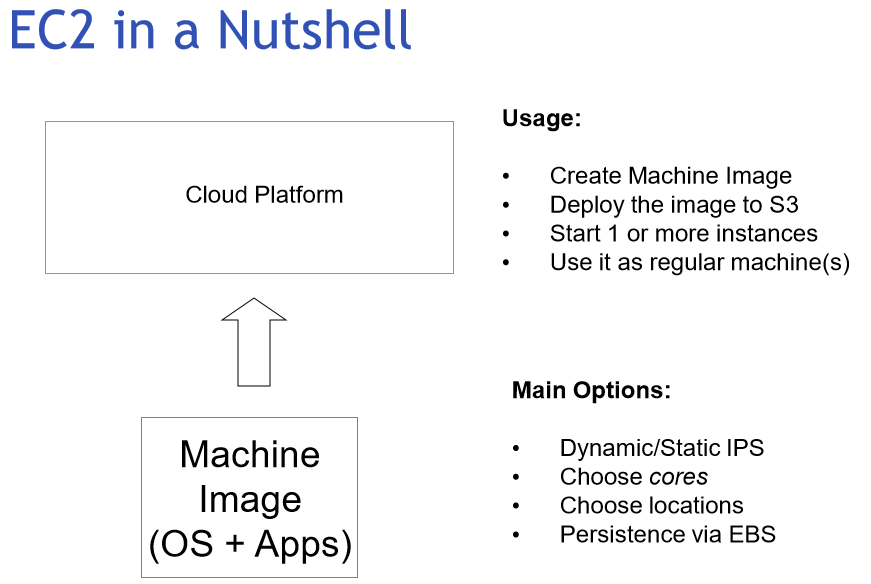 EC2 in a Nutshell
Cloud Platform
Machine
Image
(OS + Apps)
Usage:
• Create Machine Image
• Deploy the image to S3
• Start 1 or more instances
• Use it as regular machine(s)
Main Options:
• Dynamic/Static IPS
• Choose cores
• Choose locations
• Persistence via EBS